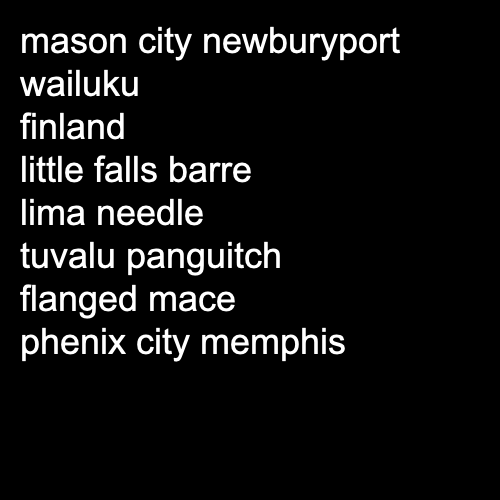 mason city newburyport
wailuku
finland
little falls barre
lima needle
tuvalu panguitch
flanged mace
phenix city memphis